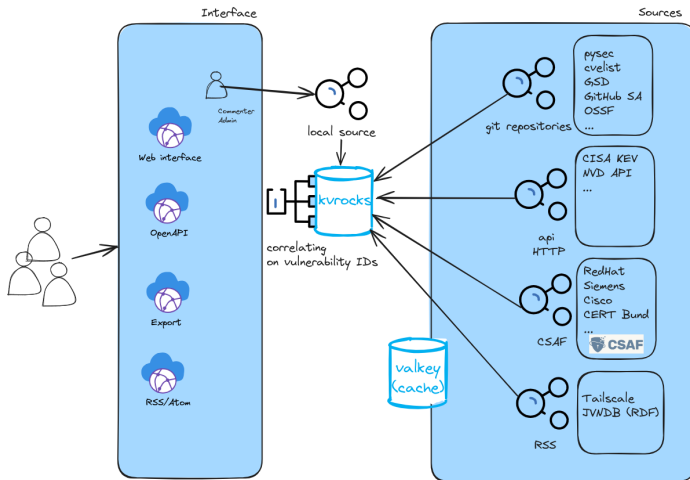 Interface
Sources
Commenter
Admin
Web interface
OpenAPI
Export
RSS/Atom
local source
kvrocks
correlating
on vulnerability IDs
valkey
(cache)
git repositories
pysec
cvelist
GSD
GitHub SA
OSSF
...
api
HTTP
CISA KEV
NVD API
...
CSAF
RedHat
Siemens
Cisco
CERT Bund
...
CSAF
RSS
Tailscale
JVNDB (RDF)